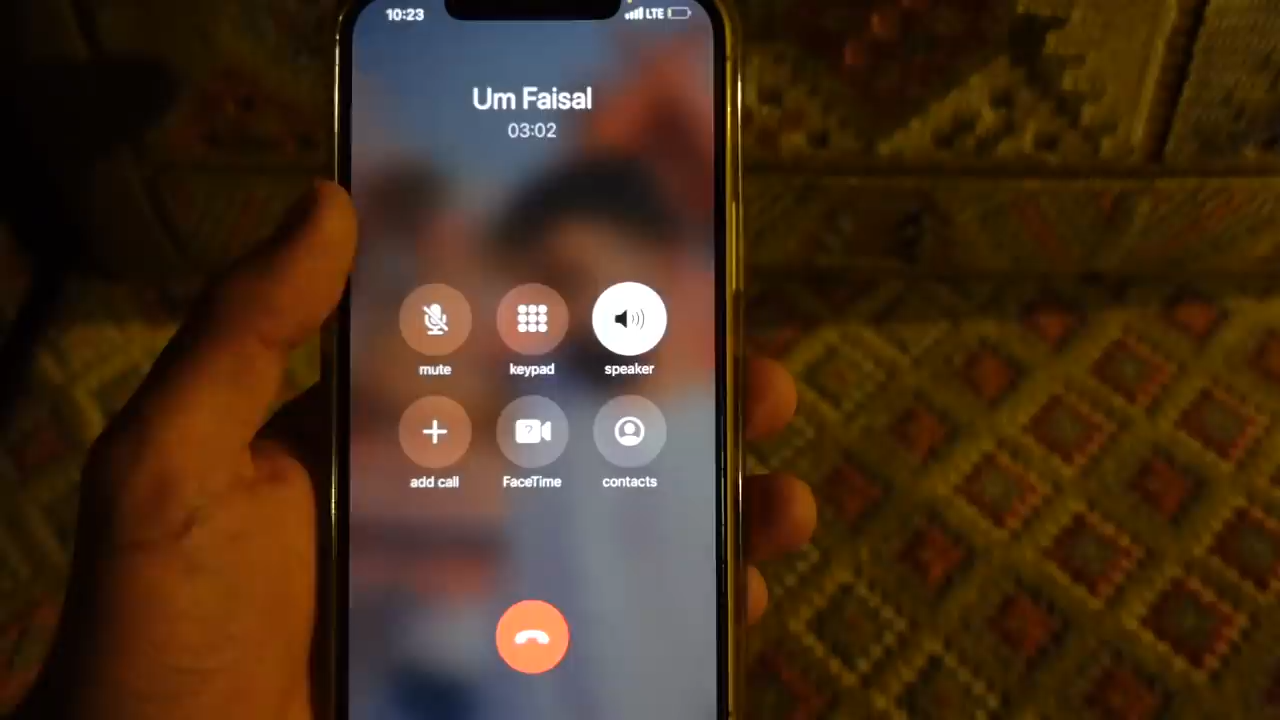 10:23 LTE
Um Faisal
03:02
mute keypad speaker
?
add call FaceTime contacts